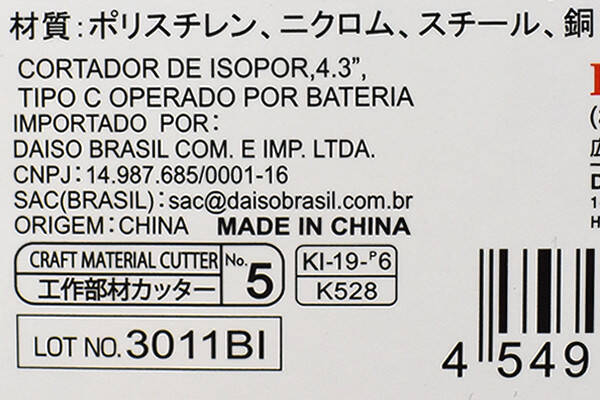 材質：ポリスチレン、ニクロム、スチール、銅
CORTADOR DE ISOPOR,4.3”,
TIPO C OPERADO POR BATERIA
IMPORTADO POR:
DAISO BRASIL COM. E IMP. LTDA.
CNPJ: 14.987.685/0001-16
SAC(BRASIL): sac@daisobrasil.com.br
ORIGEM: CHINA MADE IN CHINA
CRAFT MATERIAL CUTTER No. 5
工作部材カッター
KI-19-P6
K528
LOT NO. 3011BI
4 549